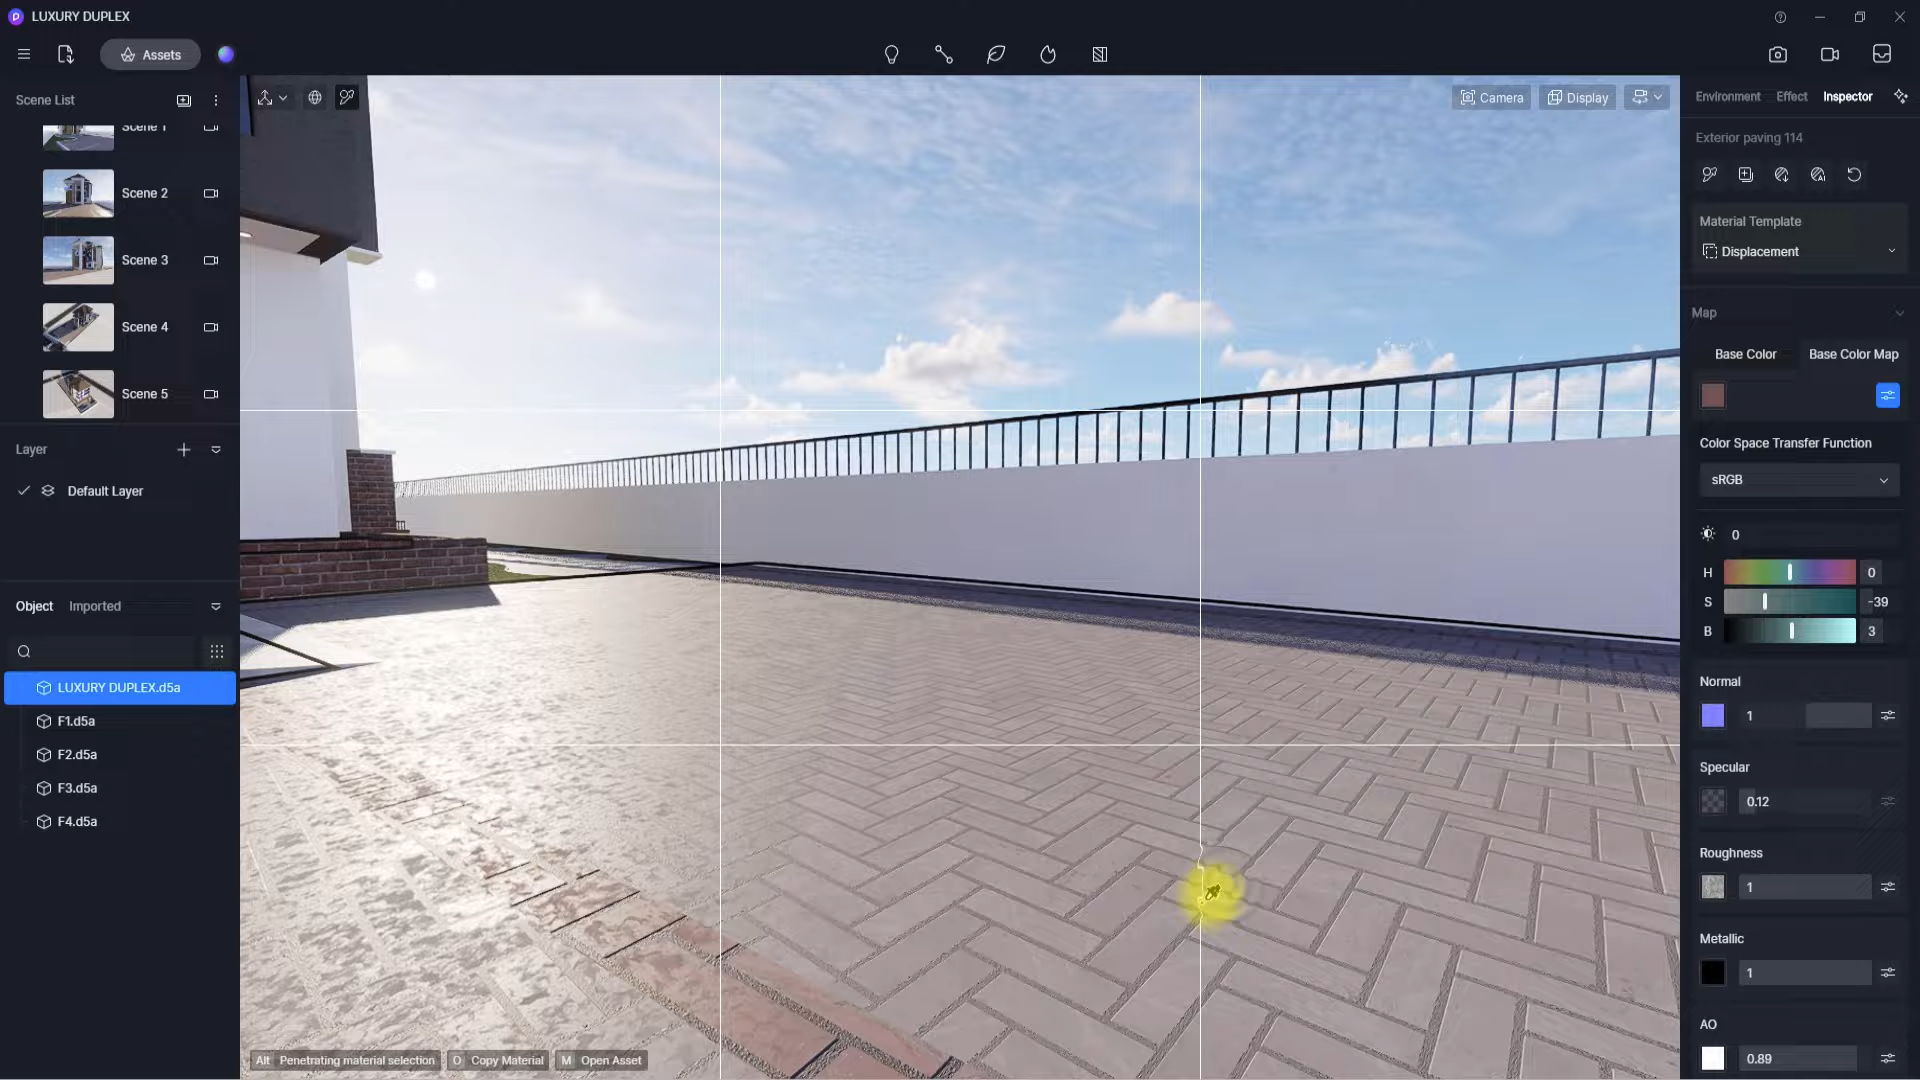 LUXURY DUPLEX
Assets
Scene List
Scene 1
Scene 2
Scene 3
Scene 4
Scene 5
Layer
Default Layer
Object
Imported
LUXURY DUPLEX.d5a
F1.d5a
F2.d5a
F3.d5a
F4.d5a
Camera
Display
Alt Penetrating material selection
O Copy Material
M Open Asset
Environment
Effect
Inspector
Exterior paving 114
Material Template
Displacement
Map
Base Color
Base Color Map
Color Space Transfer Function
sRGB
0
H 0
S -39
B 3
Normal
1
Specular
0.12
Roughness
1
Metallic
1
AO
0.89